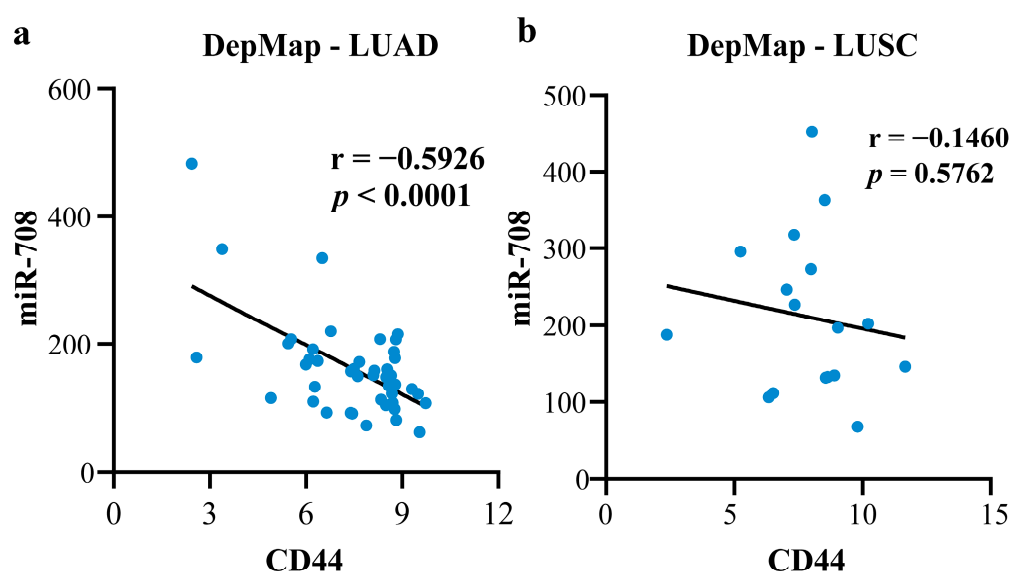 a
DepMap - LUAD
r = −0.5926
p < 0.0001
miR-708
600
400
200
0
0 3 6 9 12
CD44
b
DepMap - LUSC
r = −0.1460
p = 0.5762
miR-708
500
400
300
200
100
0
0 5 10 15
CD44